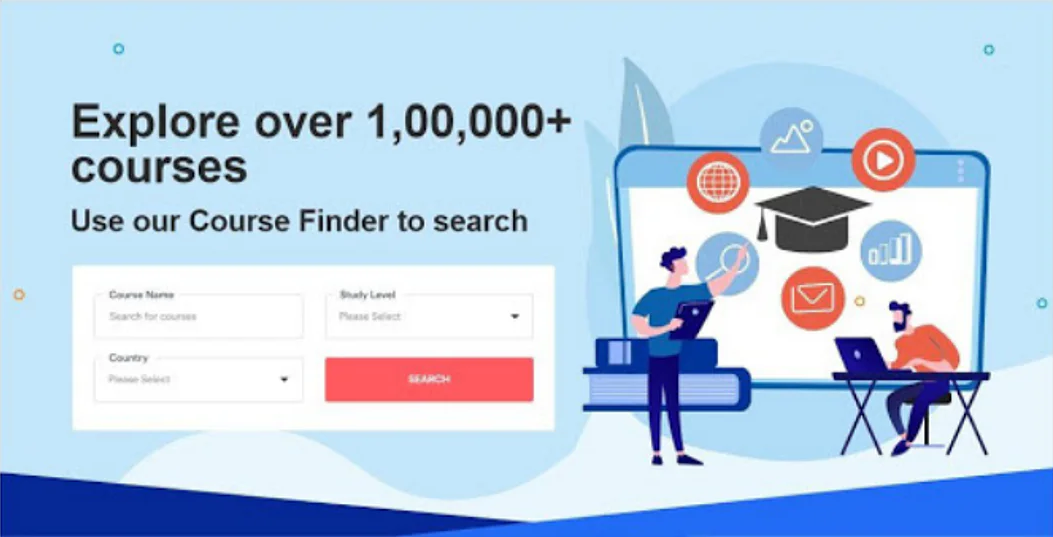 Explore over 1,00,000+
courses
Use our Course Finder to search
Course Name
Search for courses
Study Level
Please Select
Country
Please Select
SEARCH